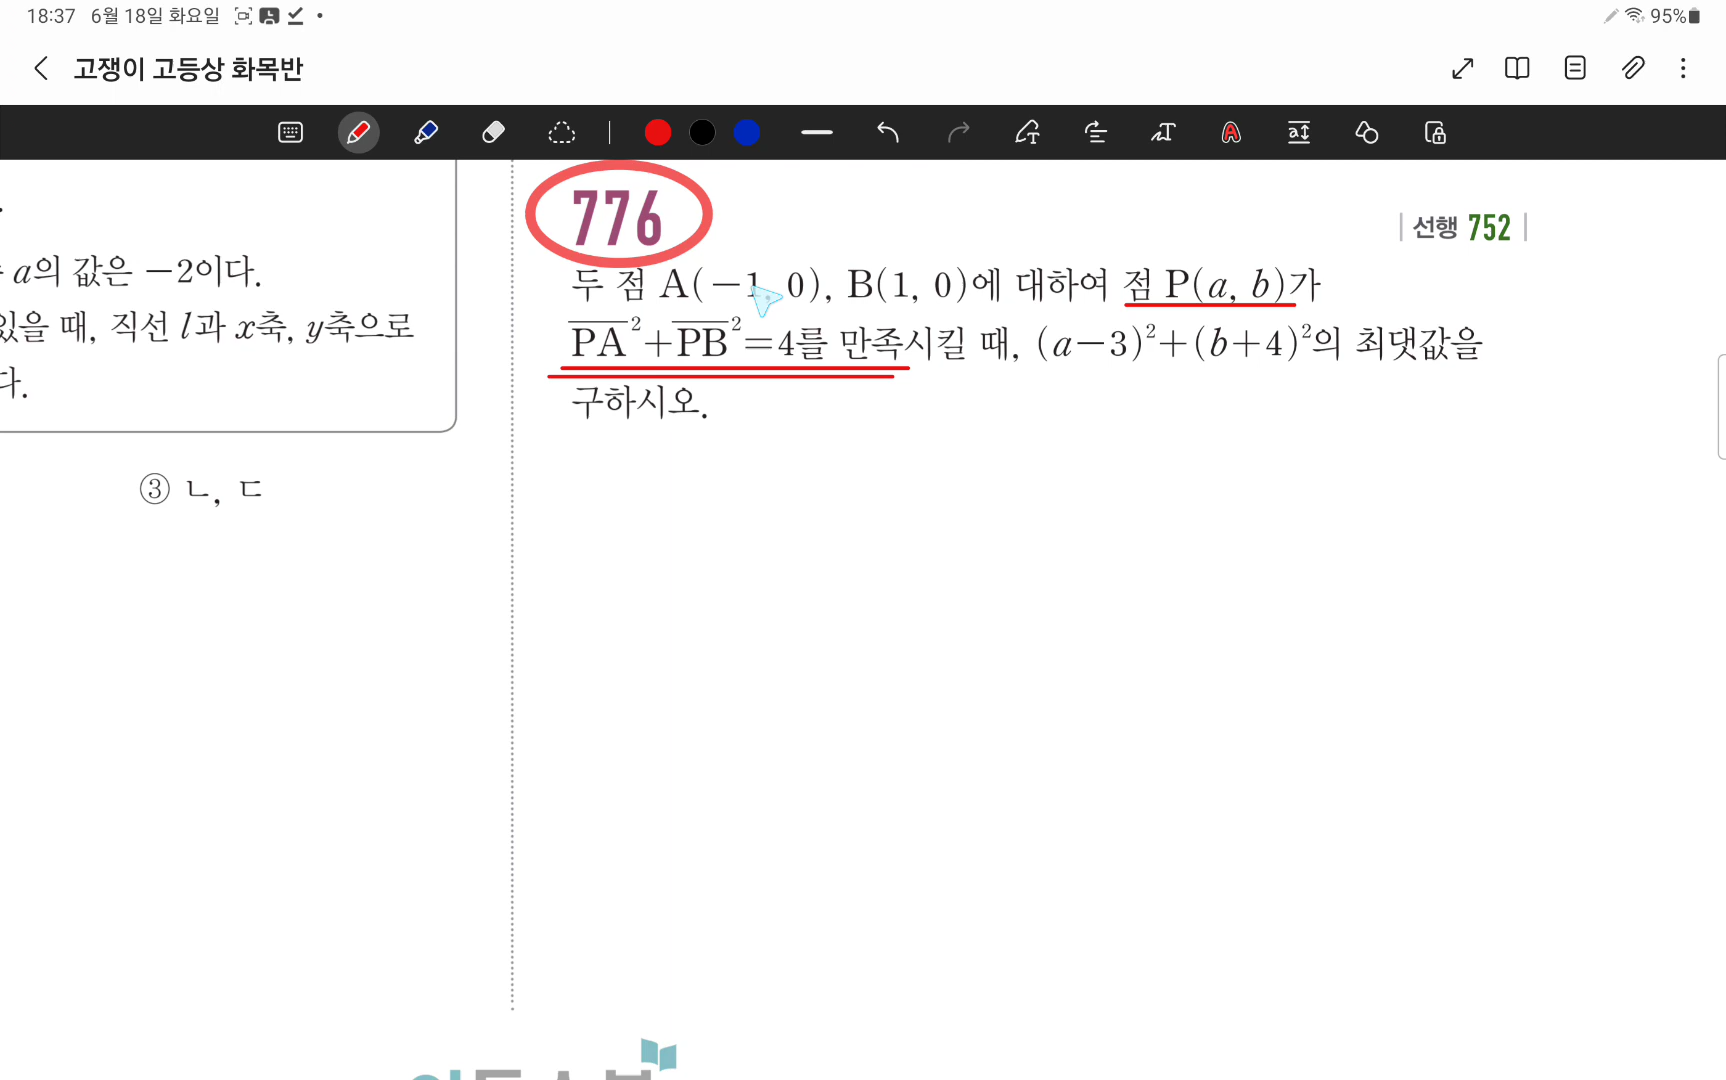 18:37 6월 18일 화요일
95%
고쟁이 고등상 화목반
a의 값은 -2이다.
있을 때, 직선 l과 x축, y축으로
다.
③ ㄴ, ㄷ
776
선행 752
두 점 A(-1, 0), B(1, 0)에 대하여 점 P(a, b)가
PA²+PB²=4를 만족시킬 때, (a-3)²+(b+4)²의 최댓값을
구하시오.